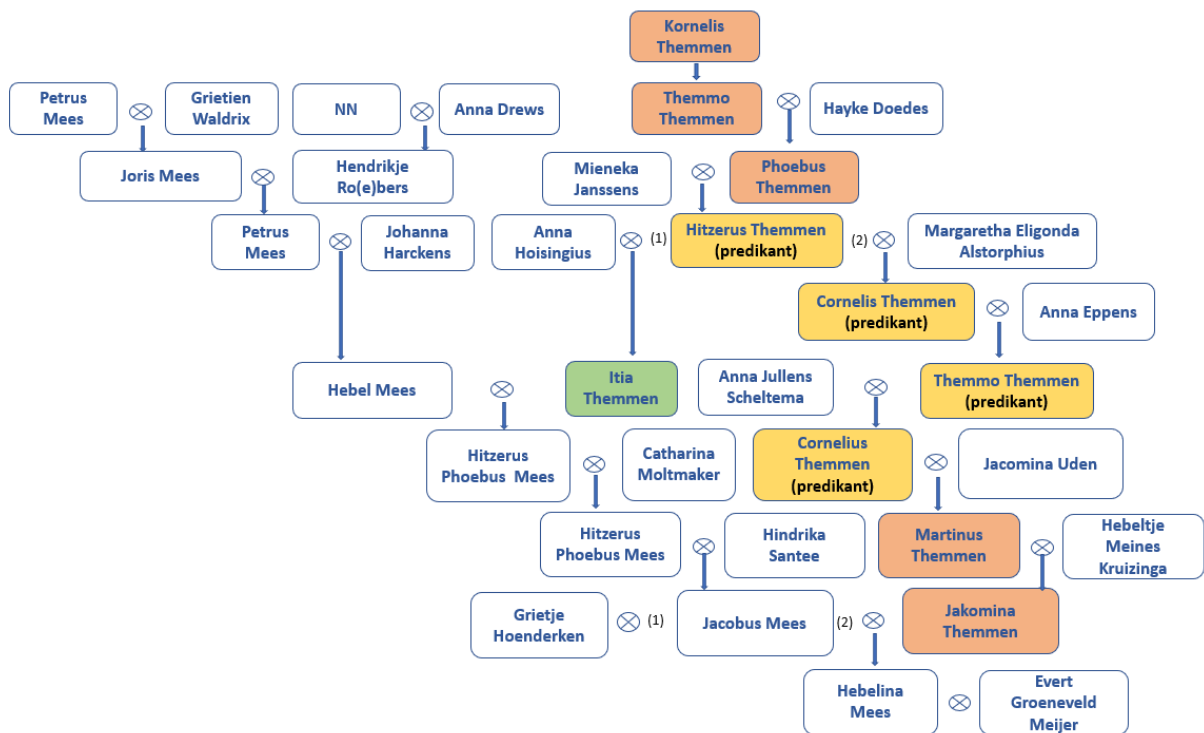 Kornelis
Themmen
Petrus
Mees
Grietien
Waldrix
NN
Anna Drews
Themmo
Themmen
Hayke Doedes
Joris Mees
Hendrikje
Ro(e)bers
Mieneka
Janssens
Phoebus
Themmen
Petrus
Mees
Johanna
Harckens
Anna
Hoisingius
(1)
Hitzerus Themmen
(predikant)
(2)
Margaretha Eligonda
Alstorphius
Cornelis Themmen
(predikant)
Anna Eppens
Hebel Mees
Itia
Themmen
Anna Jullens
Scheltema
Themmo Themmen
(predikant)
Hitzerus
Phoebus  Mees
Catharina
Moltmaker
Cornelius
Themmen
(predikant)
Jacomina Uden
Hitzerus
Phoebus Mees
Hindrika
Santee
Martinus
Themmen
Hebeltje
Meines
Kruizinga
Grietje
Hoenderken
(1)
Jacobus Mees
(2)
Jakomina
Themmen
Hebelina
Mees
Evert
Groeneveld
Meijer